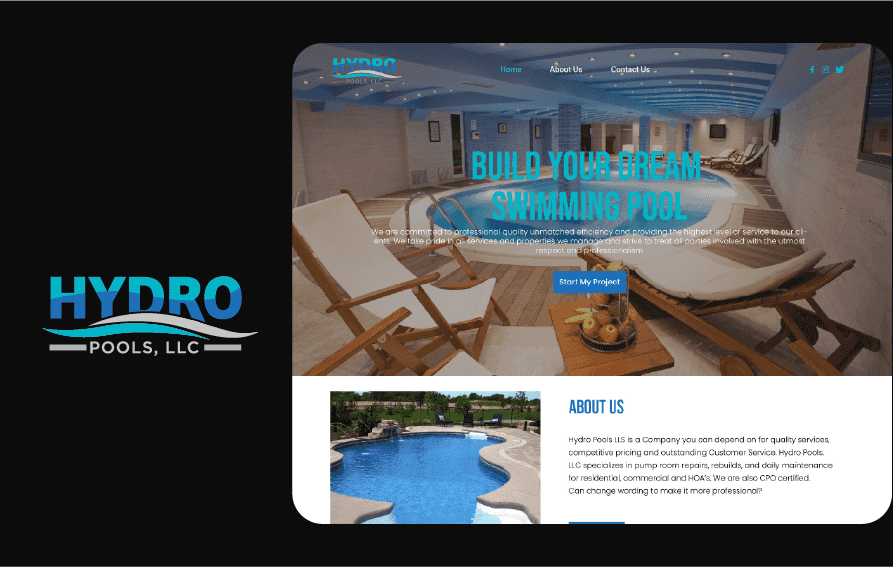 HYDRO
POOLS, LLC
HYDRO
POOLS, LLC
Home About Us Contact Us
BUILD YOUR DREAM
SWIMMING POOL
We are committed to professional quality unmatched efficiency and providing the highest level of service to our cli-
ents. We take pride in all services and properties we manage and strive to treat all parties involved with the utmost
respect and professionalism
Start My Project
ABOUT US
Hydro Pools LLS is a Company you can depend on for quality services,
competitive pricing and outstanding Customer Service. Hydro Pools.
LLC specializes in pump room repairs, rebuilds, and daily maintenance
for residential, commercial and HOA's. We are also CPO certified.
Can change wording to make it more professional?